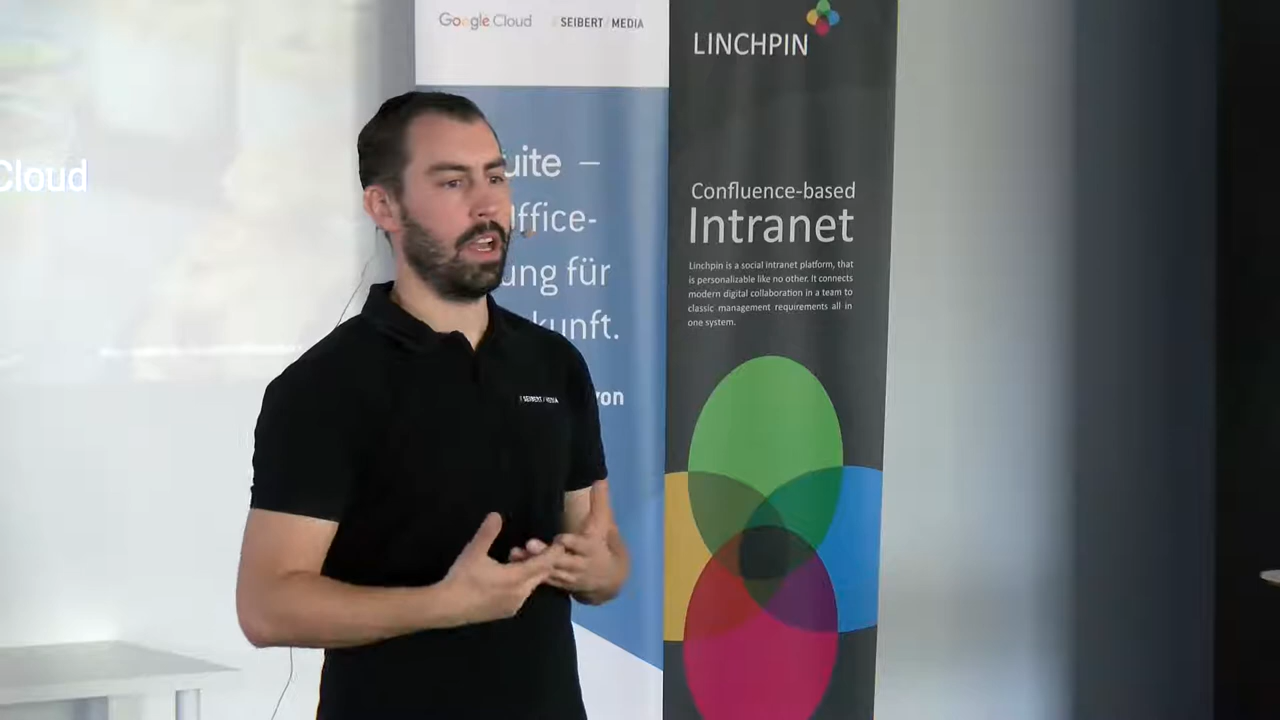 Cloud
Google Cloud
SEIBERT / MEDIA
uite –
ffice-
ung für
kunft.
von
LINCHPIN
Confluence-based
Intranet
Linchpin is a social intranet platform, that
is personalizable like no other. It connects
modern digital collaboration in a team to
classic management requirements all in
one system.
SEIBERT / MEDIA